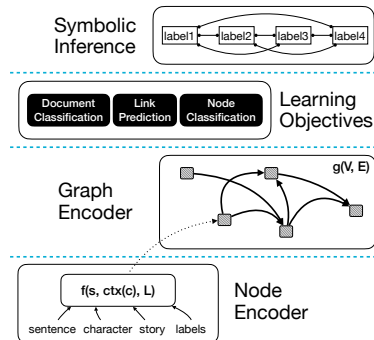 Symbolic
Inference
label1 label2 label3 label4
Document
Classification
Link
Prediction
Node
Classification
Learning
Objectives
Graph
Encoder
g(V, E)
f(s, ctx(c), L)
sentence character story labels
Node
Encoder